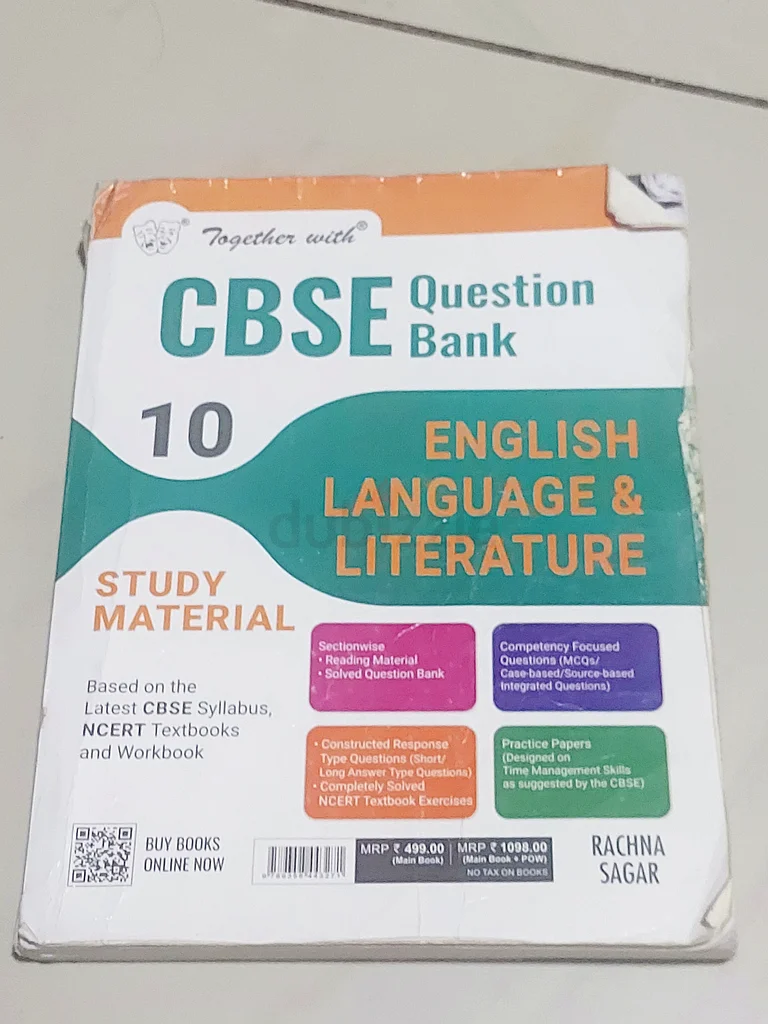 Together with®
CBSE Question
Bank
10
ENGLISH
LANGUAGE &
LITERATURE
dubizzle
STUDY
MATERIAL
Based on the
Latest CBSE Syllabus,
NCERT Textbooks
and Workbook
Sectionwise
• Reading Material
• Solved Question Bank
Competency Focused
Questions (MCQs/
Case-based/Source-based
Integrated Questions)
• Constructed Response
Type Questions (Short/
Long Answer Type Questions)
• Completely Solved
NCERT Textbook Exercises
Practice Papers
(Designed on
Time Management Skills
as suggested by the CBSE)
BUY BOOKS
ONLINE NOW
MRP ₹ 499.00
(Main Book)
MRP ₹ 1098.00
(Main Book + POW)
NO TAX ON BOOKS
RACHNA
SAGAR